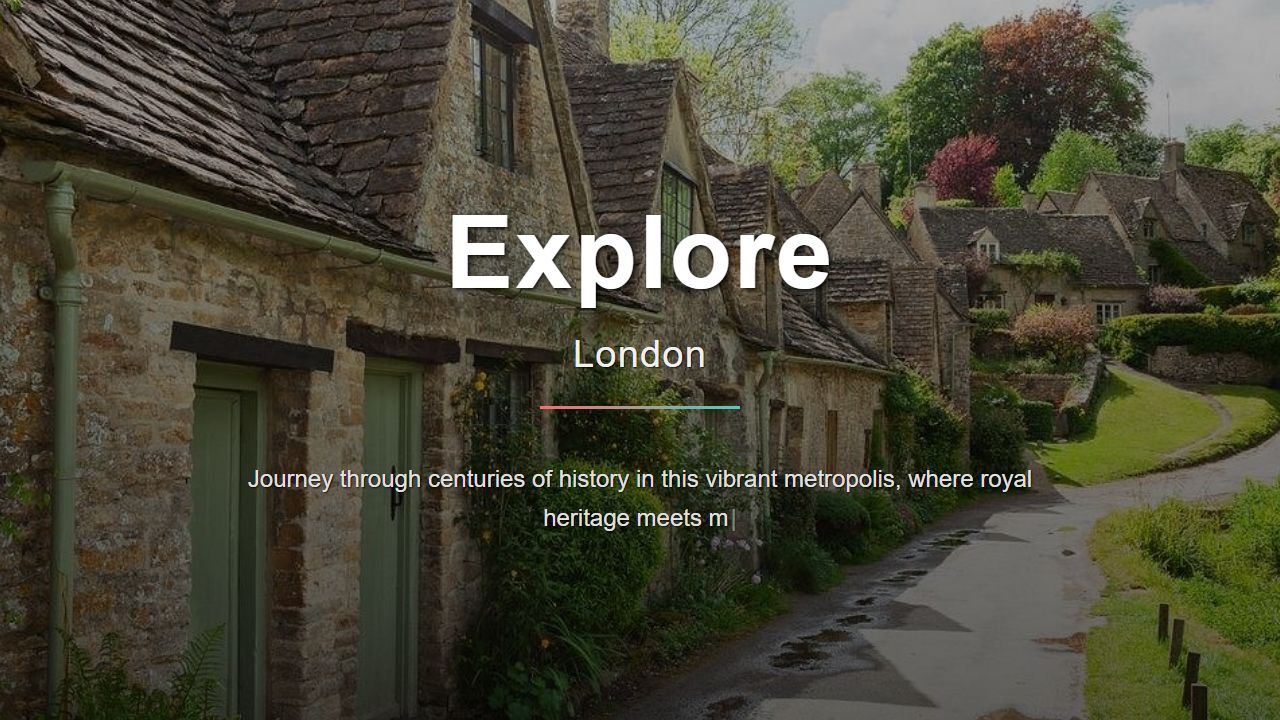 Explore
London
Journey through centuries of history in this vibrant metropolis, where royal
heritage meets m